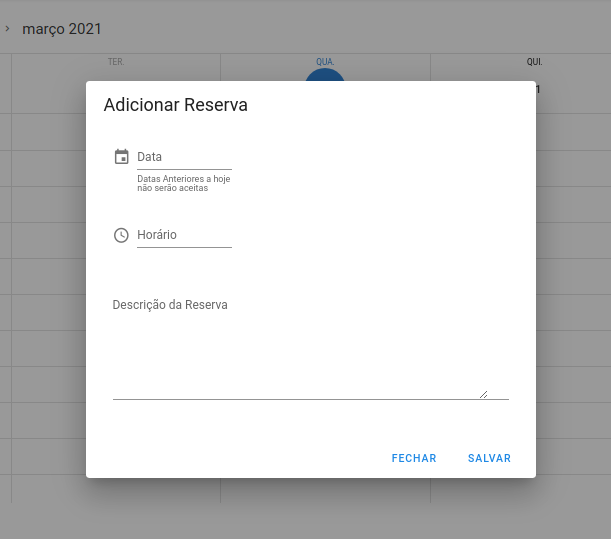 março 2021
TER.
QUA.
QUI.
1
Adicionar Reserva
Data
Datas Anteriores a hoje
não serão aceitas
Horário
Descrição da Reserva
FECHAR
SALVAR